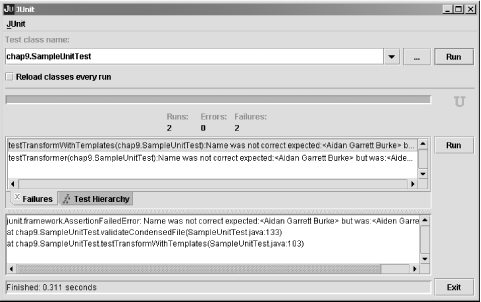 JU JUnit
JUnit
Test class name:
chap9.SampleUnitTest
... Run
Reload classes every run
U
Runs: Errors: Failures:
2 0 2
testTransformWithTemplates(chap9.SampleUnitTest):Name was not correct expected:<Aidan Garrett Burke> b...
Run
testTransformer(chap9.SampleUnitTest):Name was not correct expected:<Aidan Garrett Burke> but was:<Aide...
X Failures Test Hierarchy
junit.framework.AssertionFailedError: Name was not correct expected:<Aidan Garrett Burke> but was:<Aiden Garre
at chap9.SampleUnitTest.validateCondensedFile(SampleUnitTest.java:133)
at chap9.SampleUnitTest.testTransformWithTemplates(SampleUnitTest.java:103)
Finished: 0.311 seconds Exit